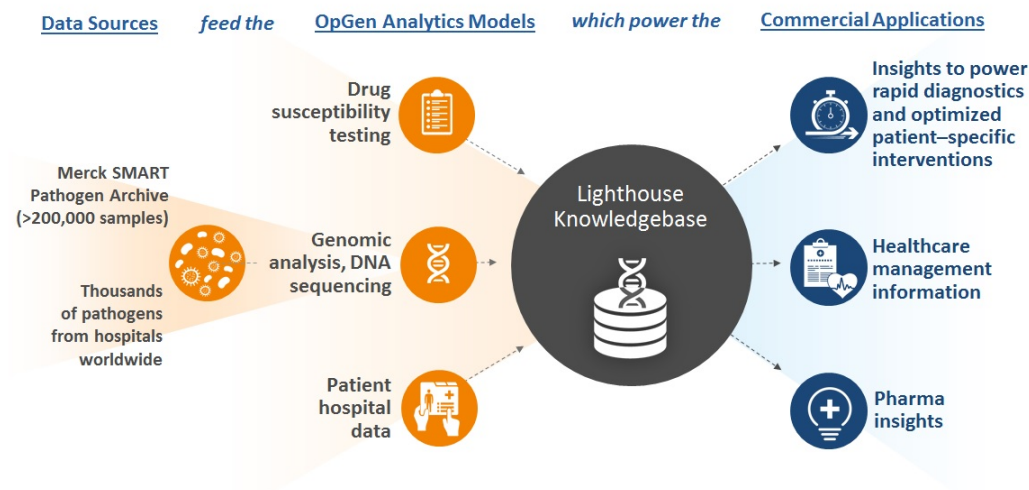 Data Sources feed the OpGen Analytics Models which power the Commercial Applications
Merck SMART
Pathogen Archive
(>200,000 samples)
Thousands
of pathogens
from hospitals
worldwide
Drug
susceptibility
testing
Genomic
analysis, DNA
sequencing
Patient
hospital
data
Lighthouse
Knowledgebase
Insights to power
rapid diagnostics
and optimized
patient–specific
interventions
Healthcare
management
information
Pharma
insights